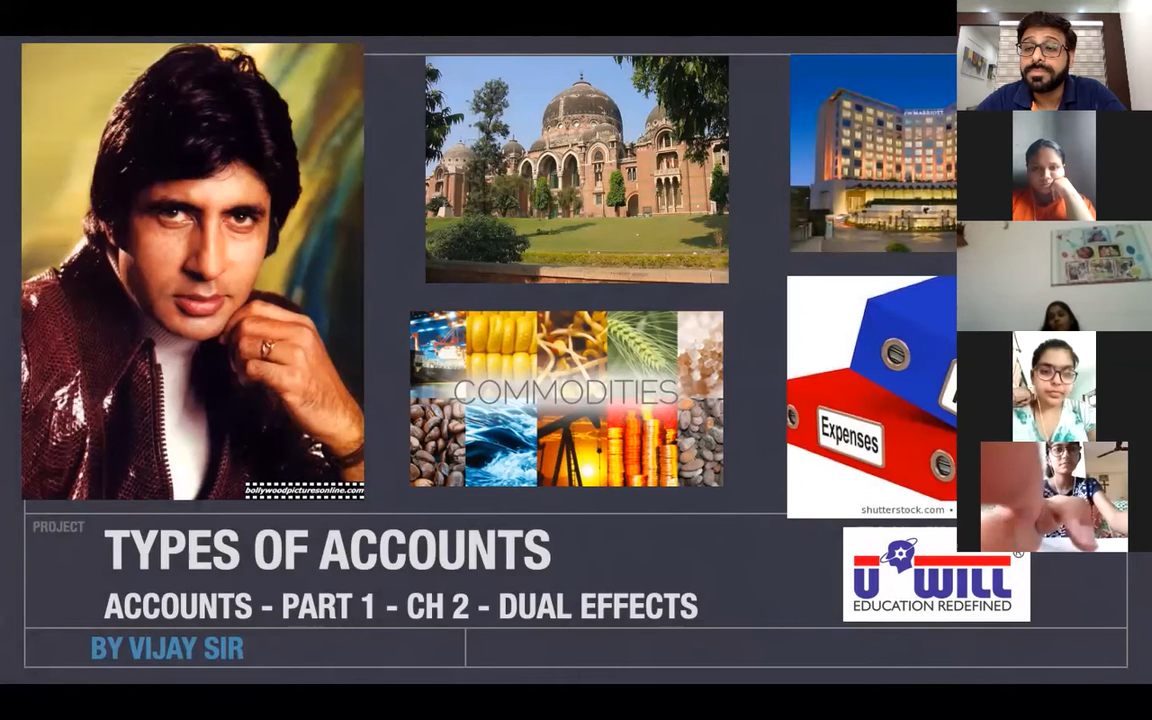 MARRIOTT
COMMODITIES
Expenses
shutterstock.com •
bollywoodpicturesonline.com
PROJECT
TYPES OF ACCOUNTS
ACCOUNTS - PART 1 - CH 2 - DUAL EFFECTS
BY VIJAY SIR
U WILL
®
EDUCATION REDEFINED